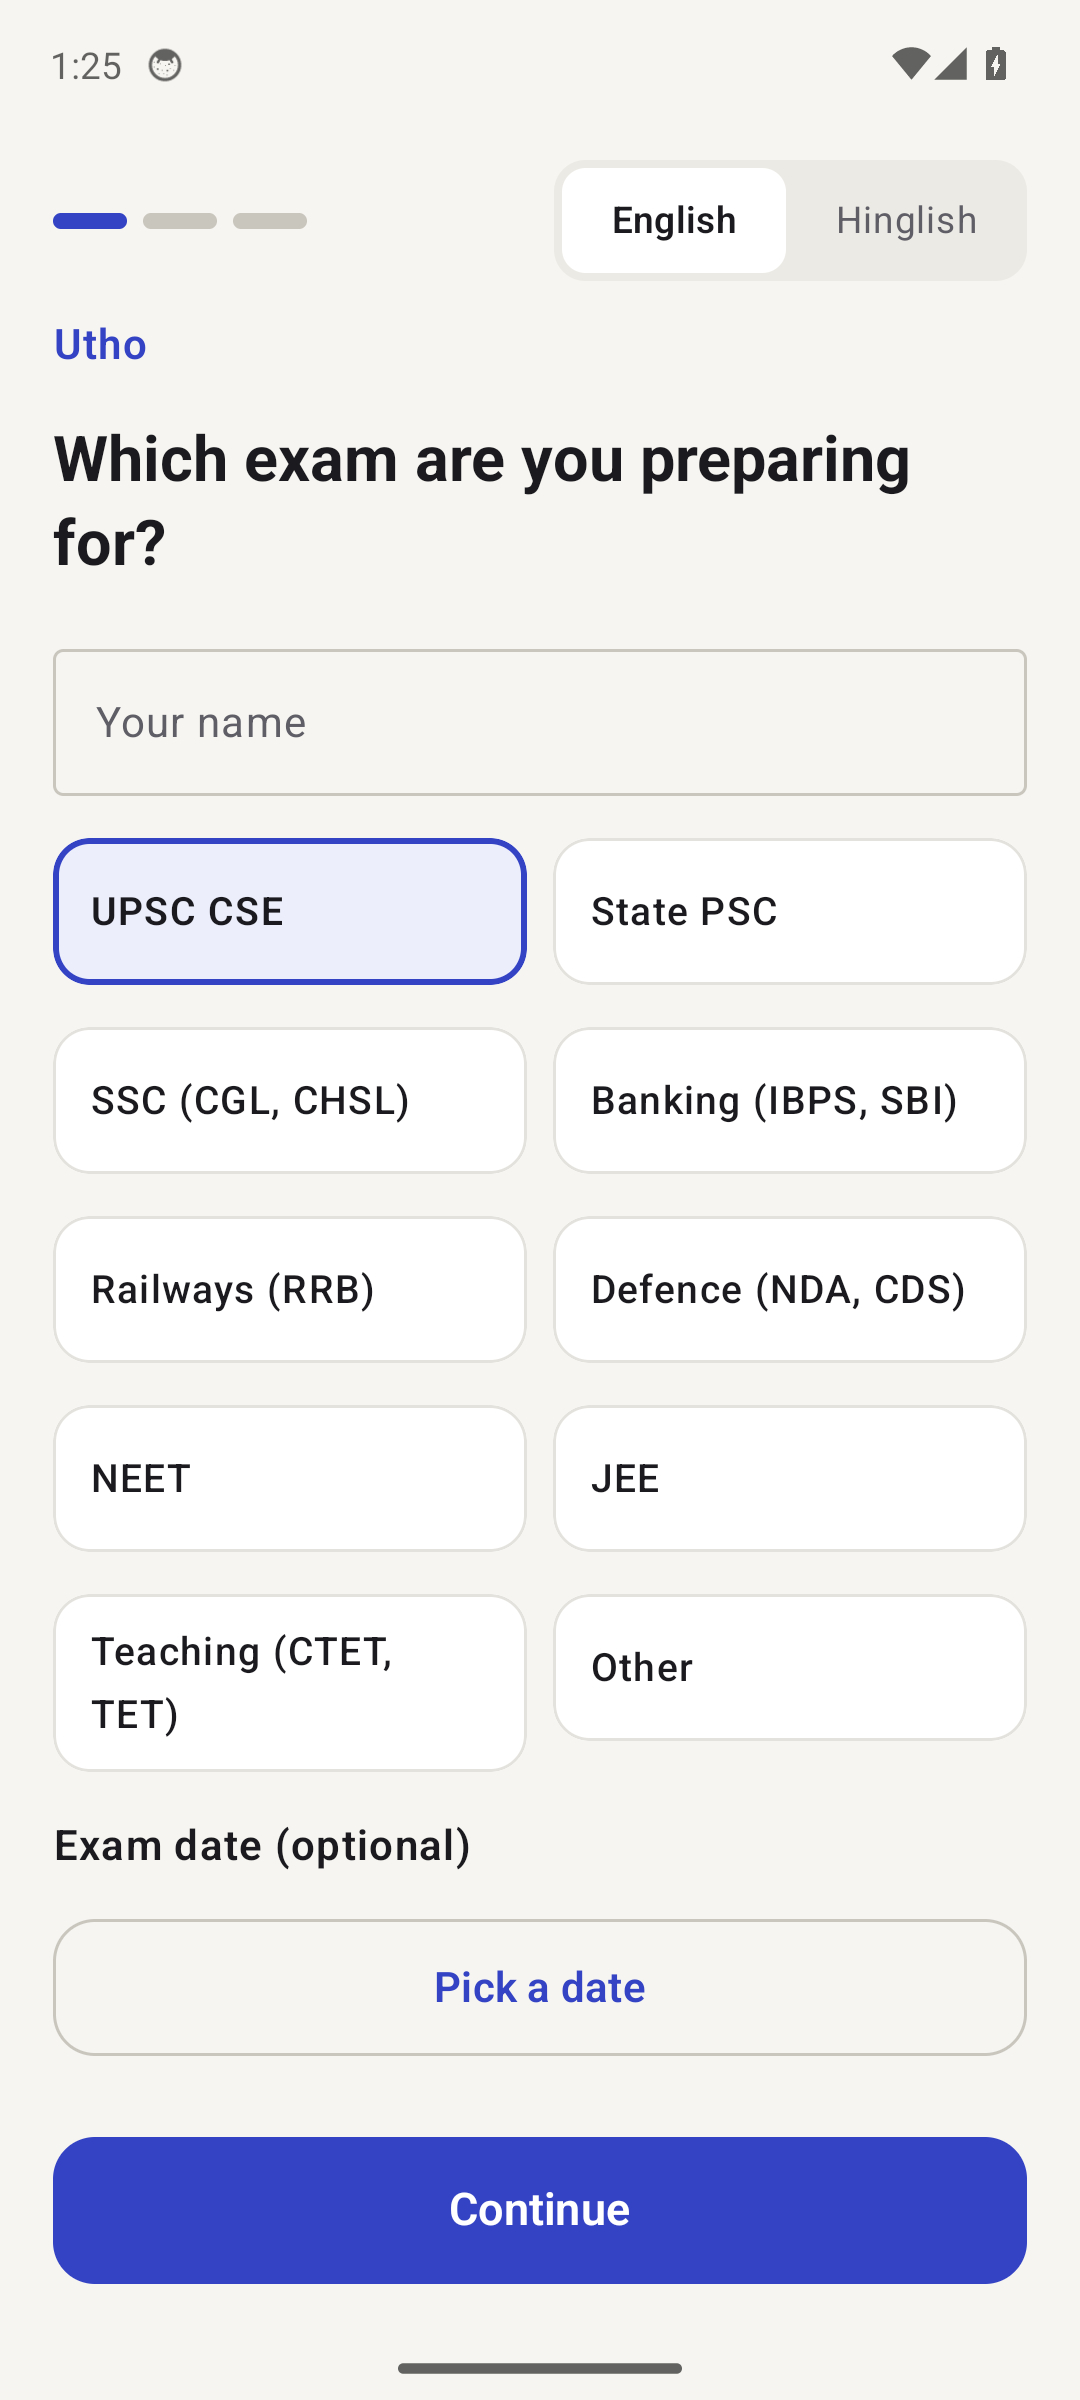 1:25
English Hinglish
Utho
Which exam are you preparing
for?
Your name
UPSC CSE State PSC
SSC (CGL, CHSL) Banking (IBPS, SBI)
Railways (RRB) Defence (NDA, CDS)
NEET JEE
Teaching (CTET,
TET)
Other
Exam date (optional)
Pick a date
Continue